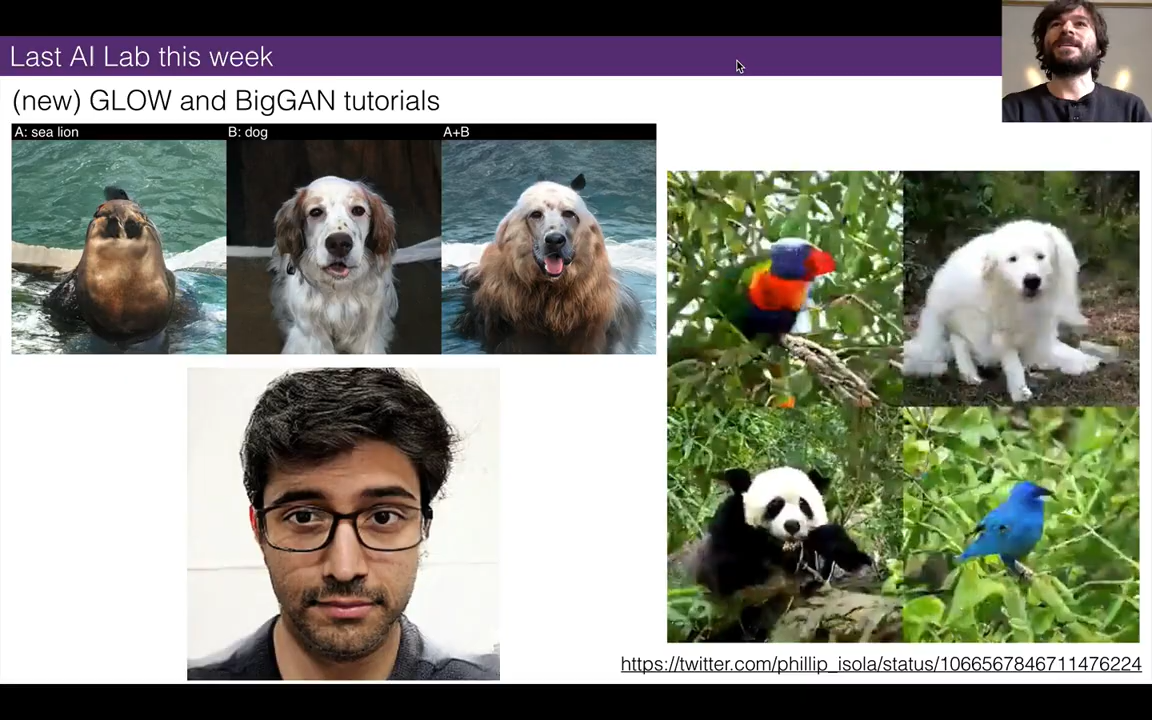 Last AI Lab this week
(new) GLOW and BigGAN tutorials
A: sea lion
B: dog
A+B
https://twitter.com/phillip_isola/status/1066567846711476224